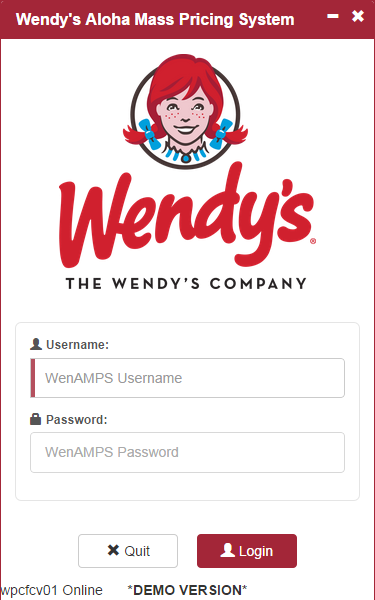 Wendy's Aloha Mass Pricing System
Wendy's®
THE WENDY'S COMPANY
Username:
WenAMPS Username
Password:
WenAMPS Password
Quit
Login
wpcfcv01 Online *DEMO VERSION*